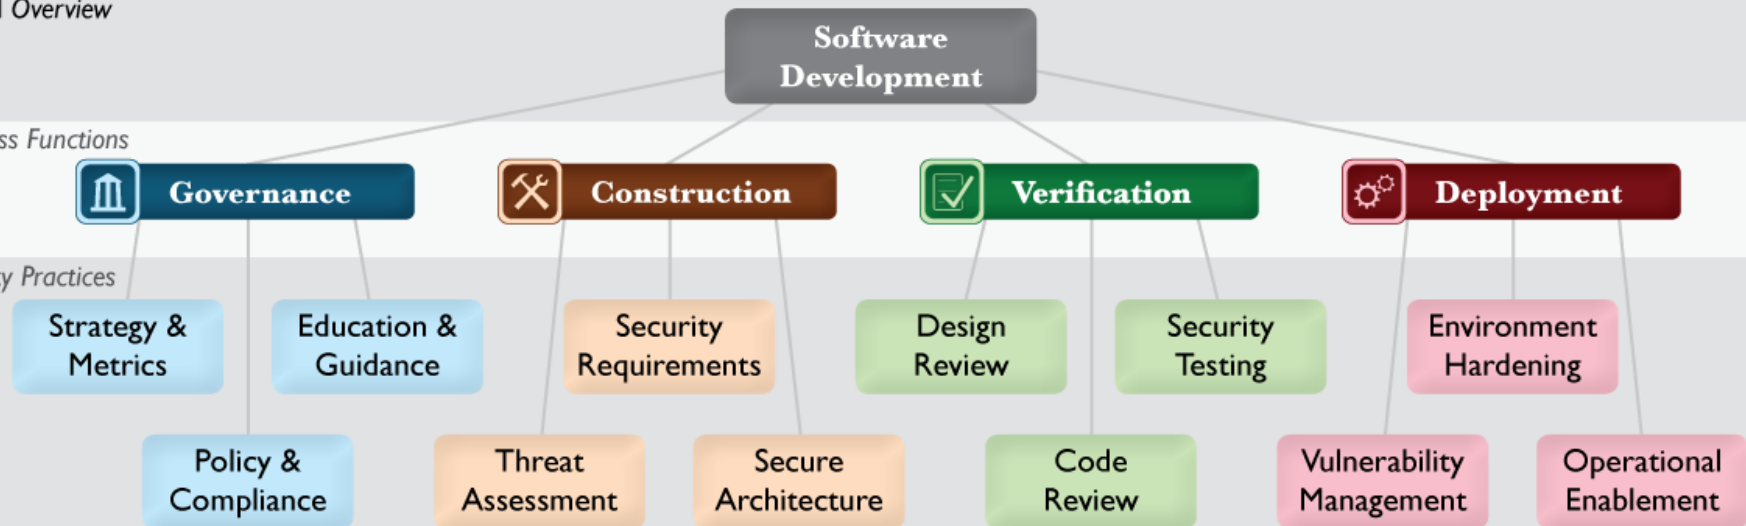 Overview
Software
Development
Functions
Governance
Construction
Verification
Deployment
Practices
Strategy &
Metrics
Education &
Guidance
Security
Requirements
Design
Review
Security
Testing
Environment
Hardening
Policy &
Compliance
Threat
Assessment
Secure
Architecture
Code
Review
Vulnerability
Management
Operational
Enablement